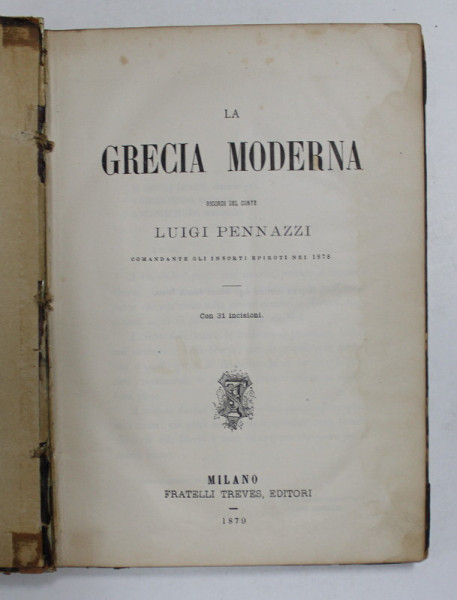 LA
GRECIA MODERNA
RICORDI DEL CONTE
LUIGI PENNAZZI
COMANDANTE GLI INSORTI EPIROTI NEL 1878
Con 31 incisioni.
MILANO
FRATELLI TREVES, EDITORI
1879